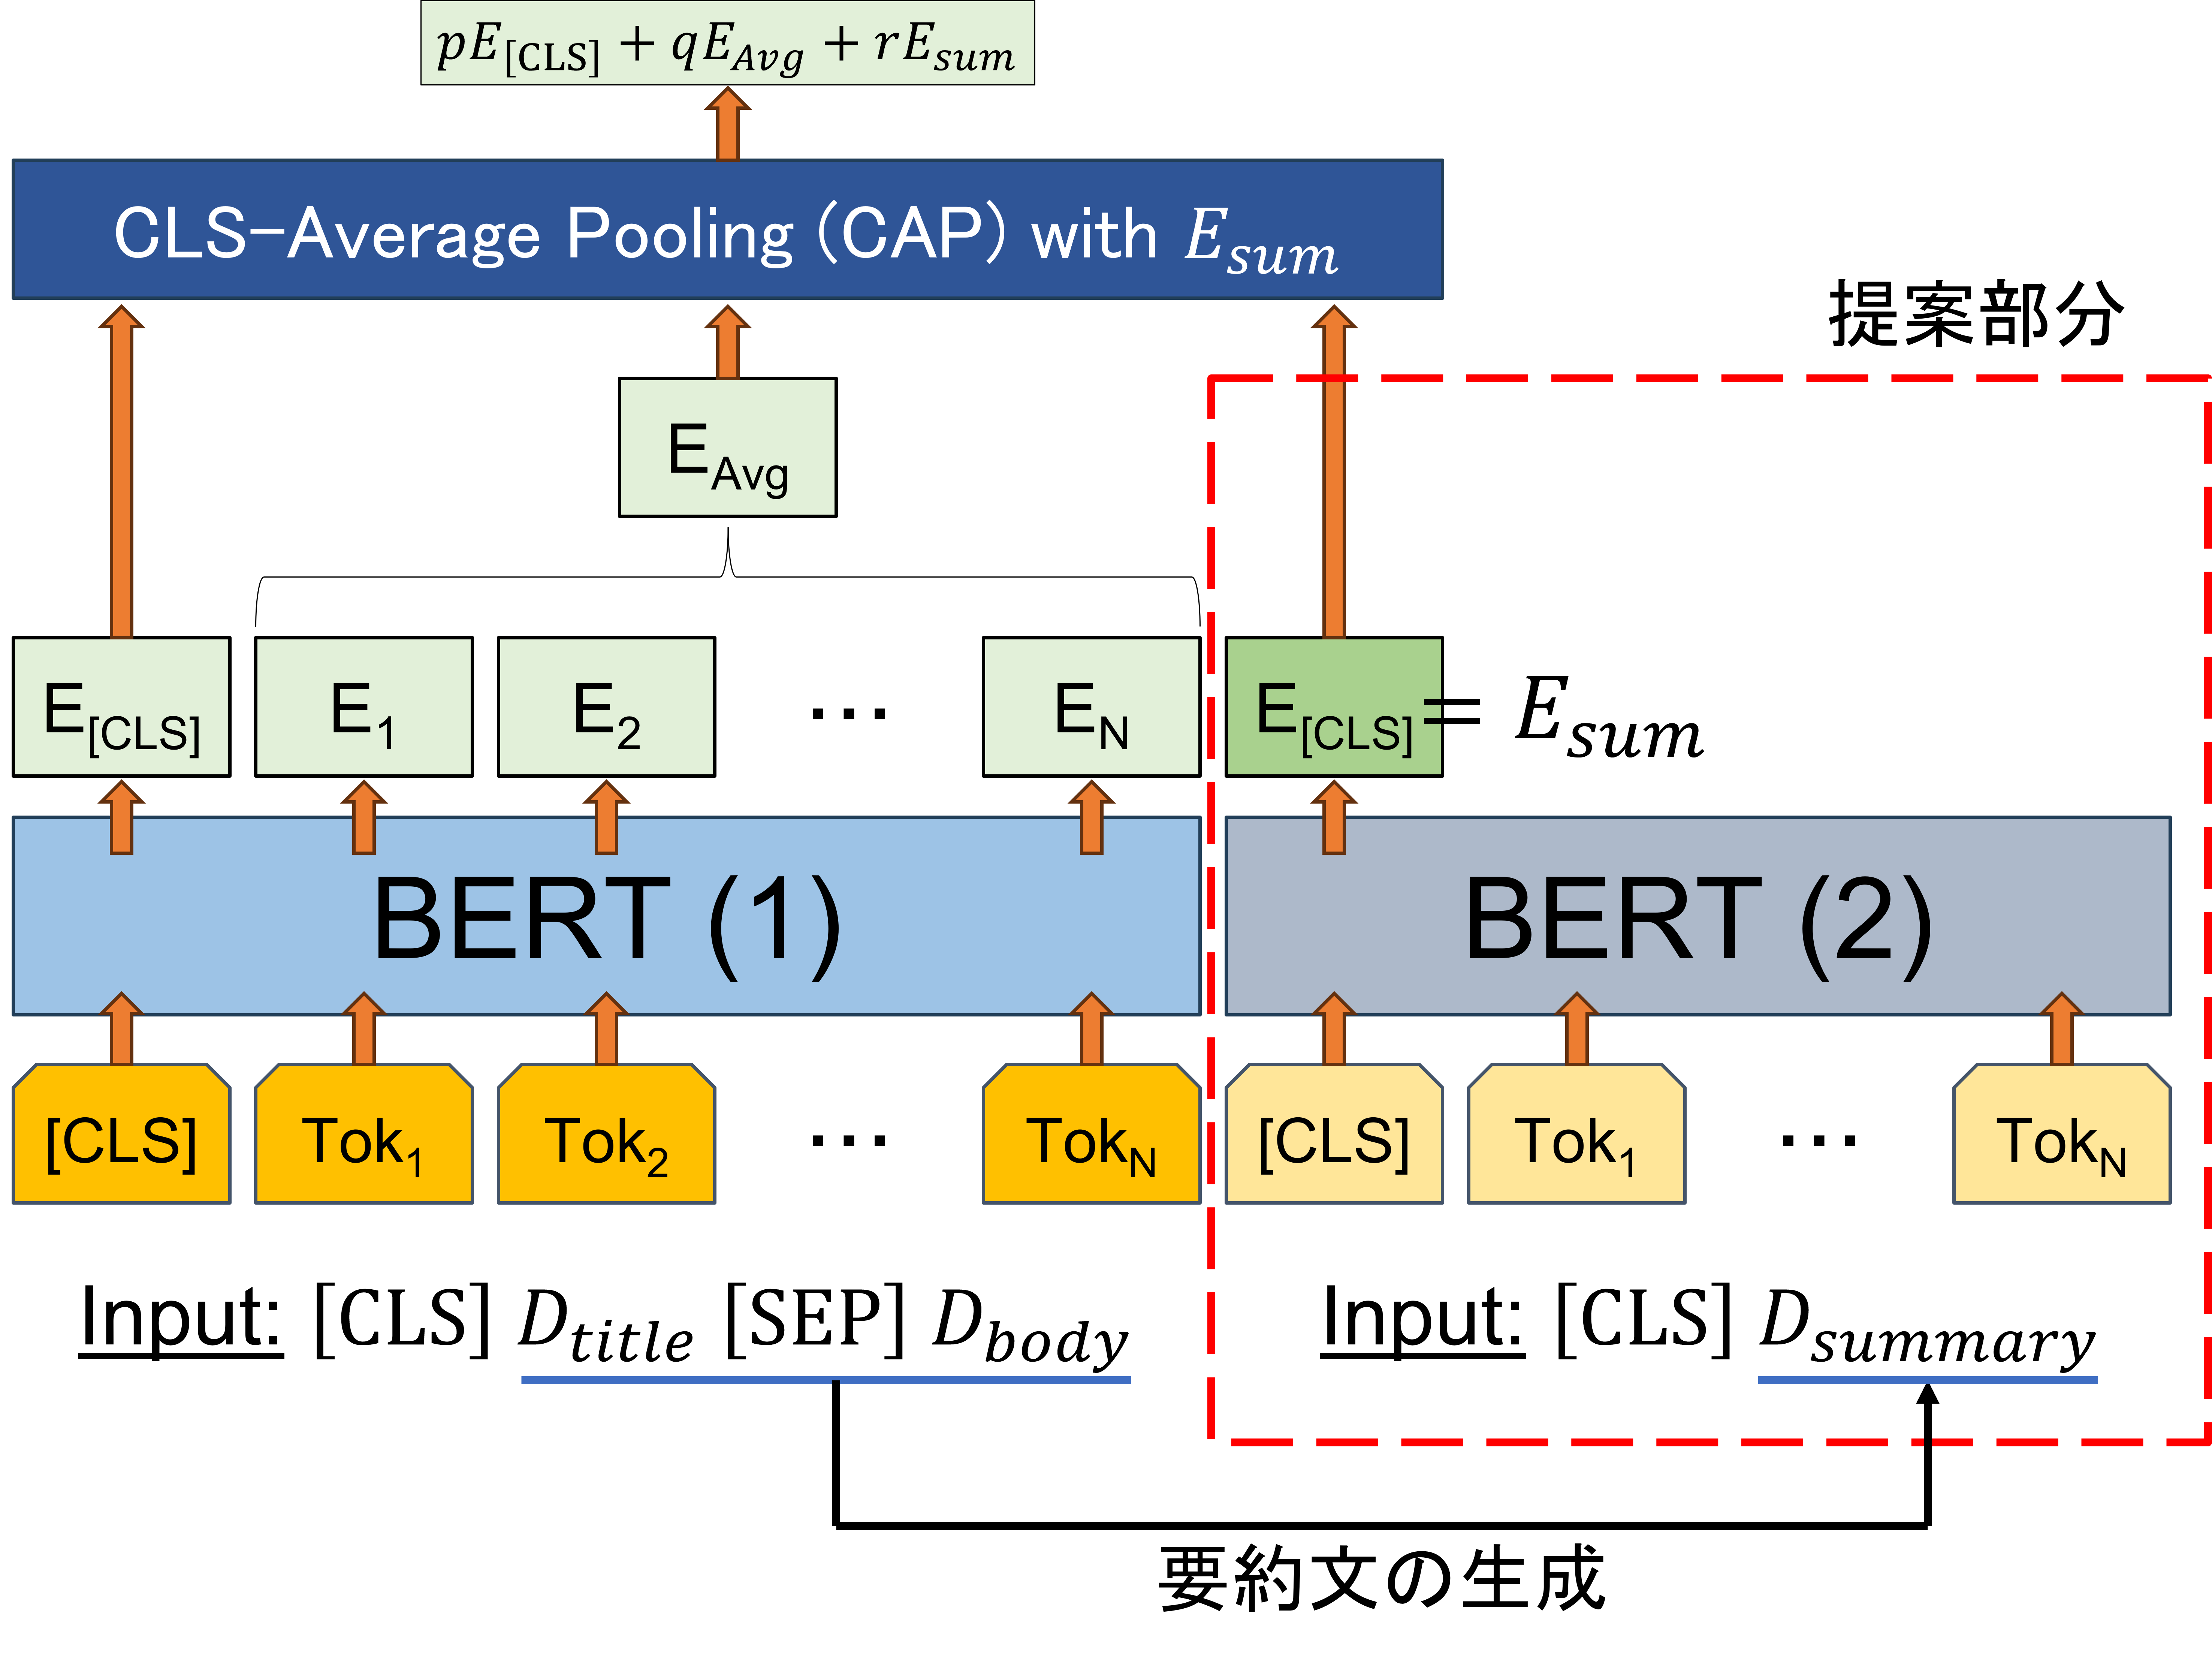 pE[CLS] + qEAvg + rEsum
CLS-Average Pooling (CAP) with Esum
提案部分
EAvg
E[CLS] E1 E2 ... EN E[CLS] = Esum
BERT (1) BERT (2)
[CLS] Tok1 Tok2 ... TokN [CLS] Tok1 ... TokN
Input: [CLS] Dtitle [SEP] Dbody
Input: [CLS] Dsummary
要約文の生成